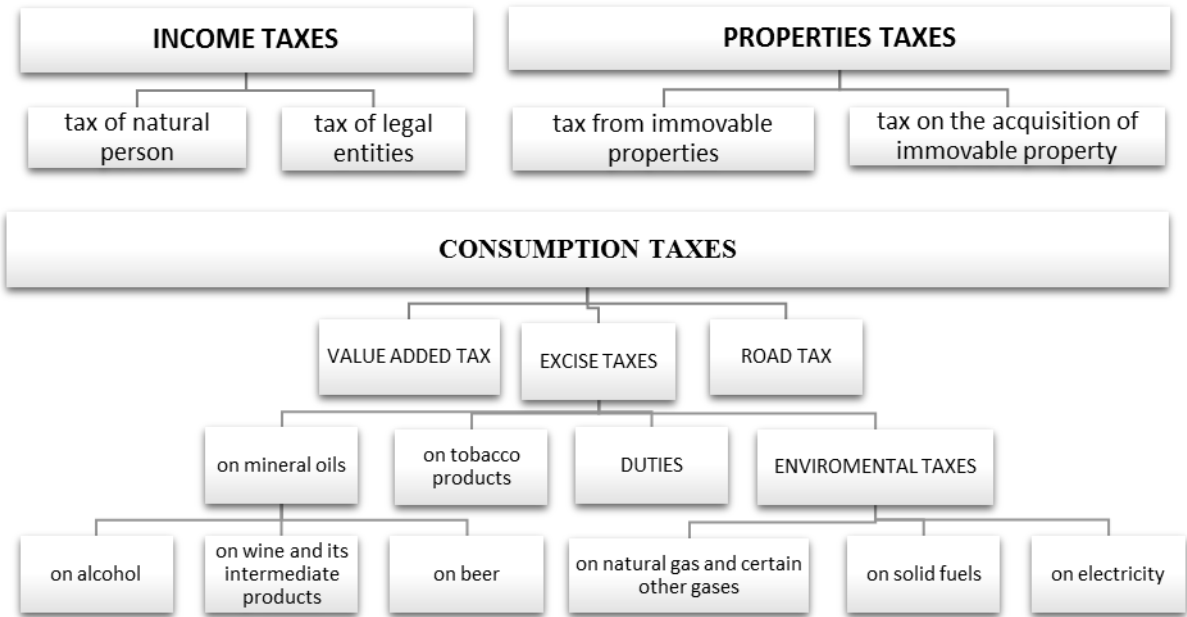 INCOME TAXES
PROPERTIES TAXES
tax of natural
person
tax of legal
entities
tax from immovable
properties
tax on the acquisition of
immovable property
CONSUMPTION TAXES
VALUE ADDED TAX
EXCISE TAXES
ROAD TAX
on mineral oils
on tobacco
products
DUTIES
ENVIROMENTAL TAXES
on alcohol
on wine and its
intermediate
products
on beer
on natural gas and certain
other gases
on solid fuels
on electricity